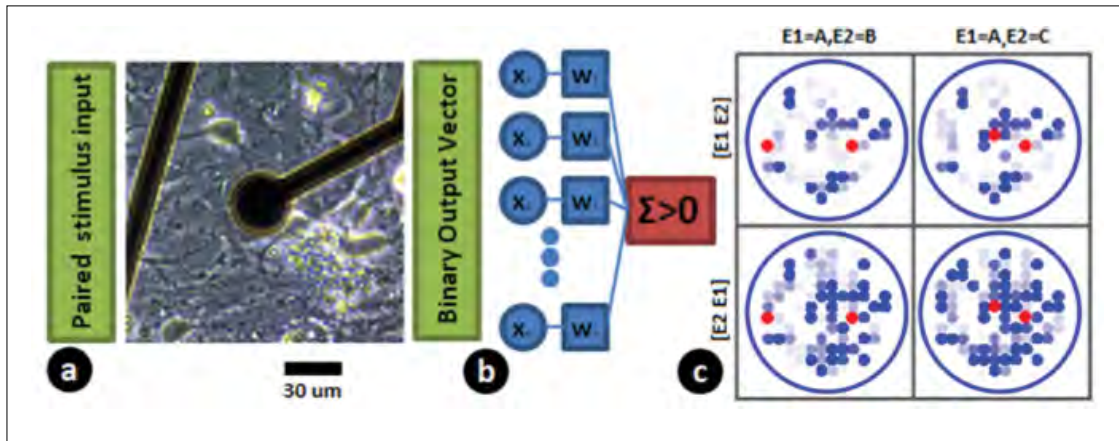 Paired stimulus input
a
30 um
Binary Output Vector
b
X
W
X
W
X
W
X
W
Σ>0
c
E1=A,E2=B
E1=A,E2=C
[E1 E2]
[E2 E1]